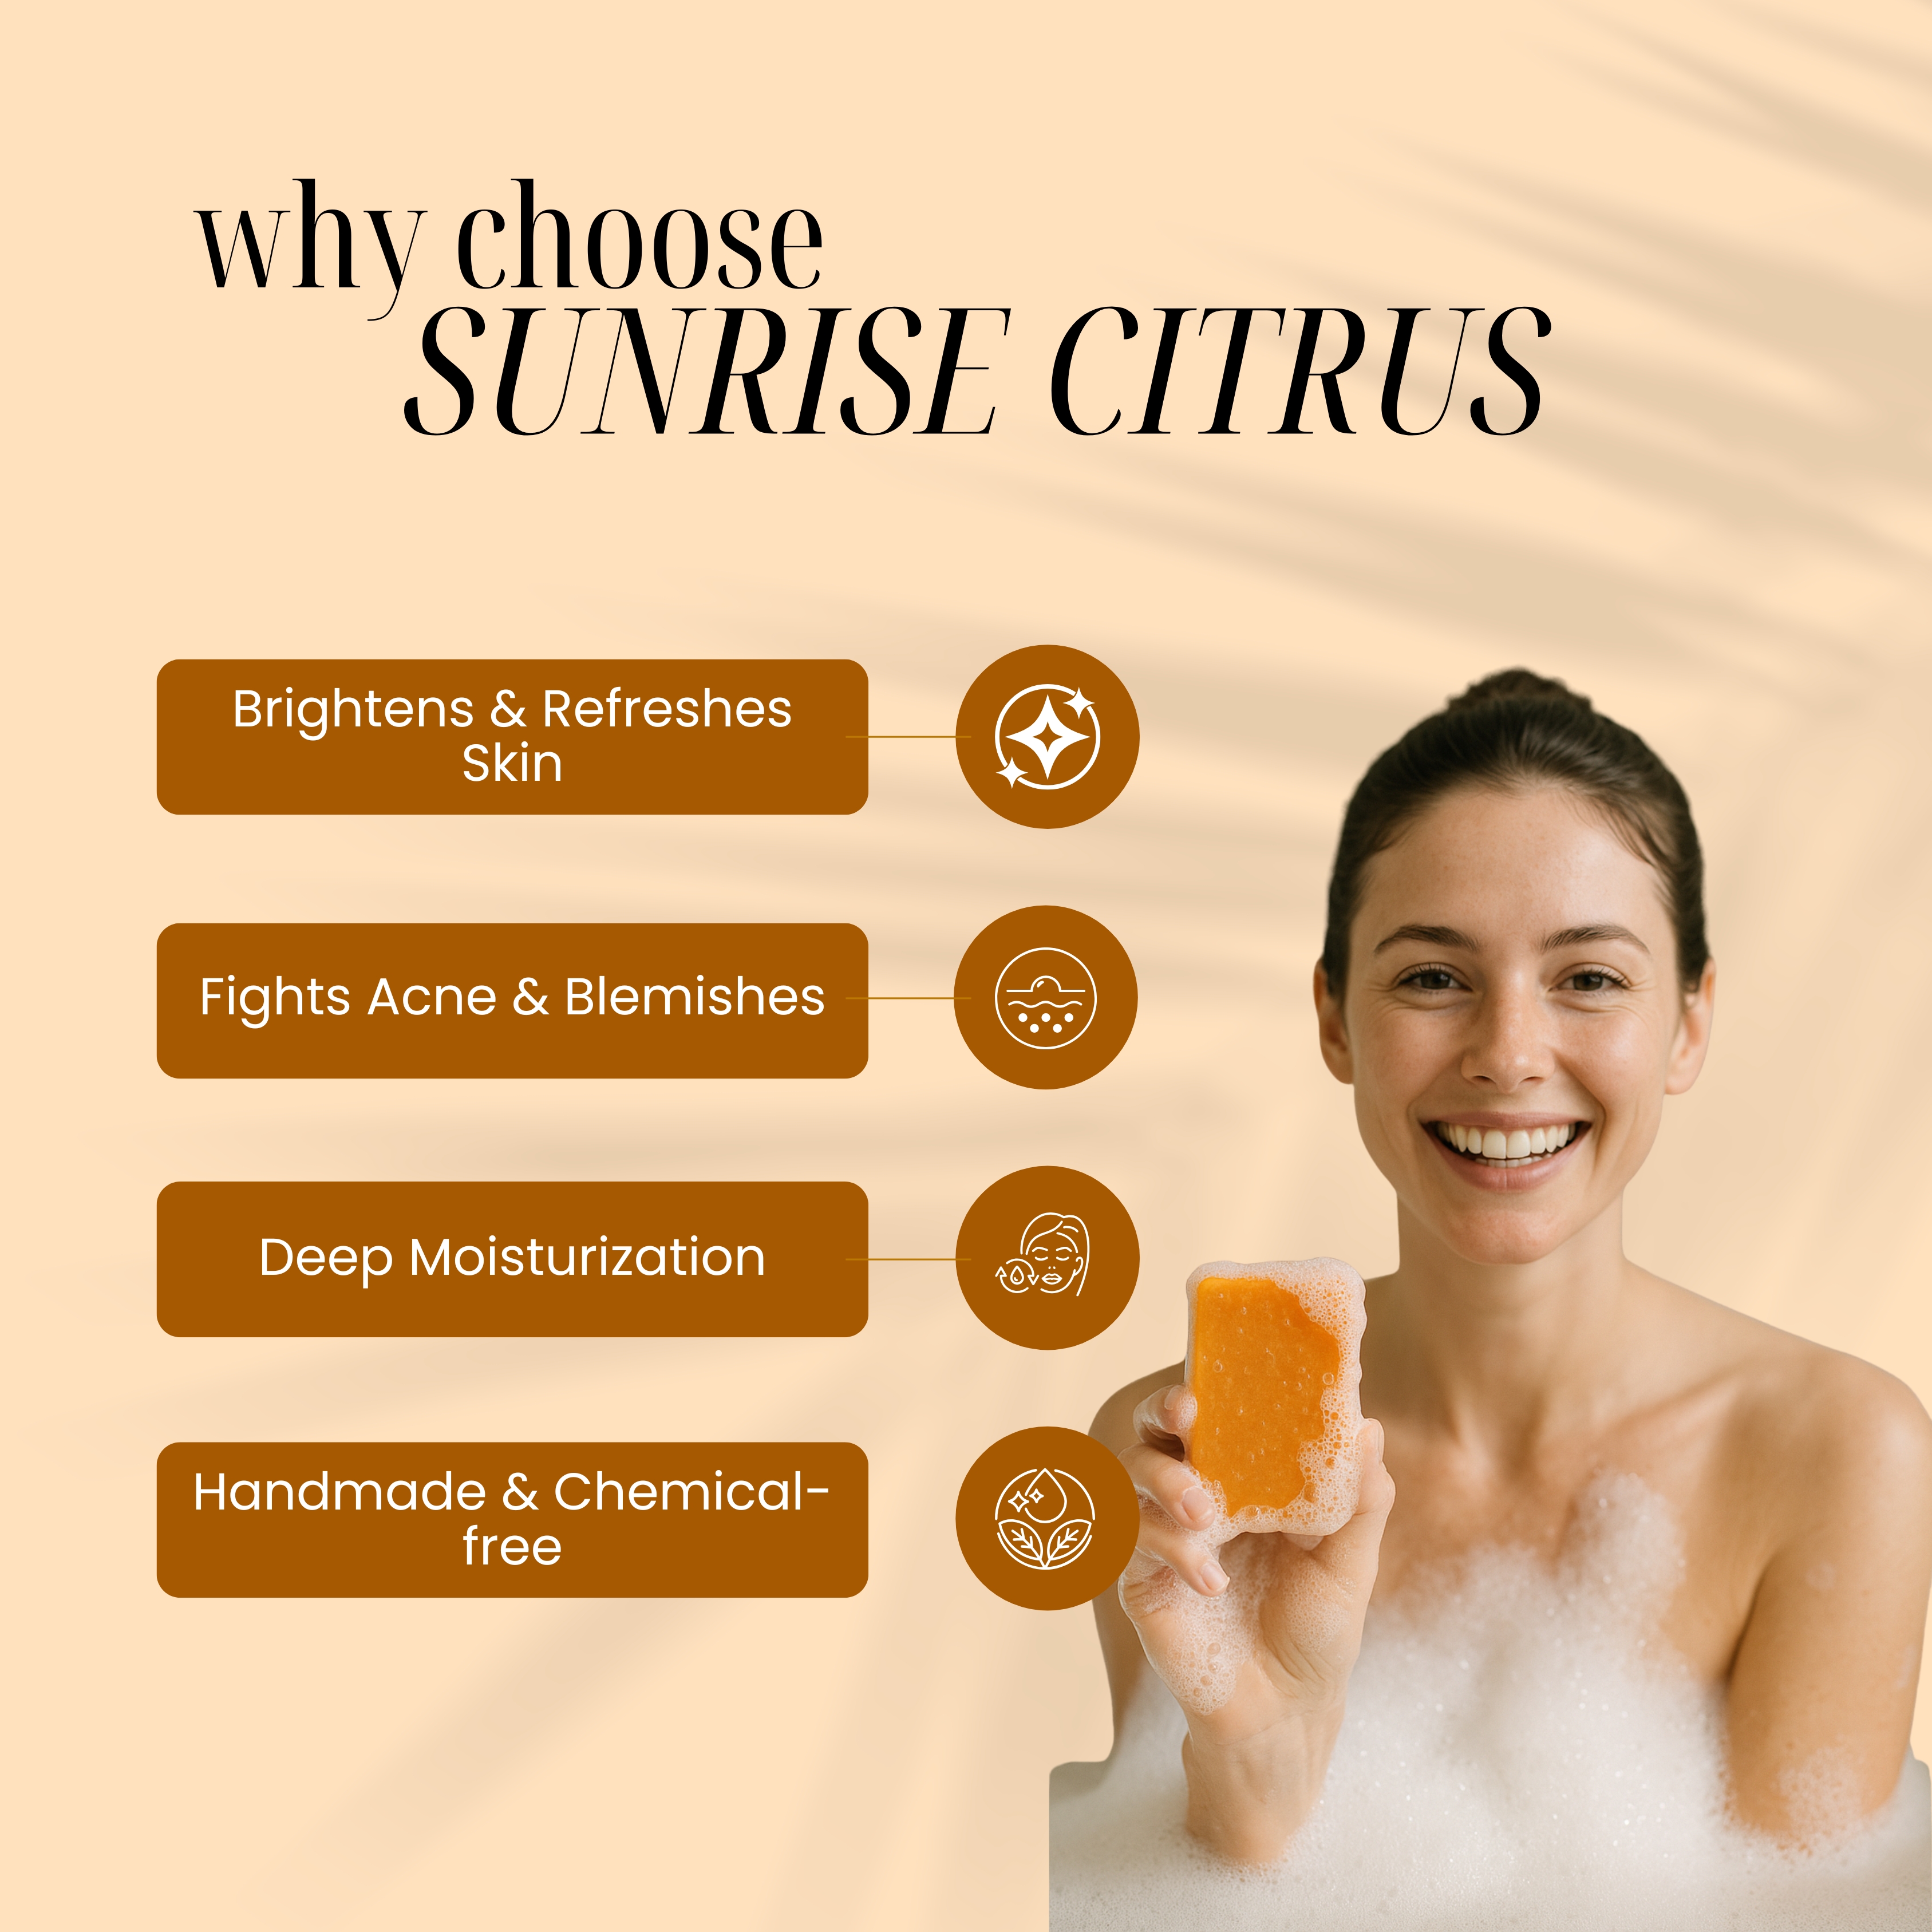 why choose
SUNRISE CITRUS
Brightens & Refreshes
Skin
Fights Acne & Blemishes
Deep Moisturization
Handmade & Chemical-
free